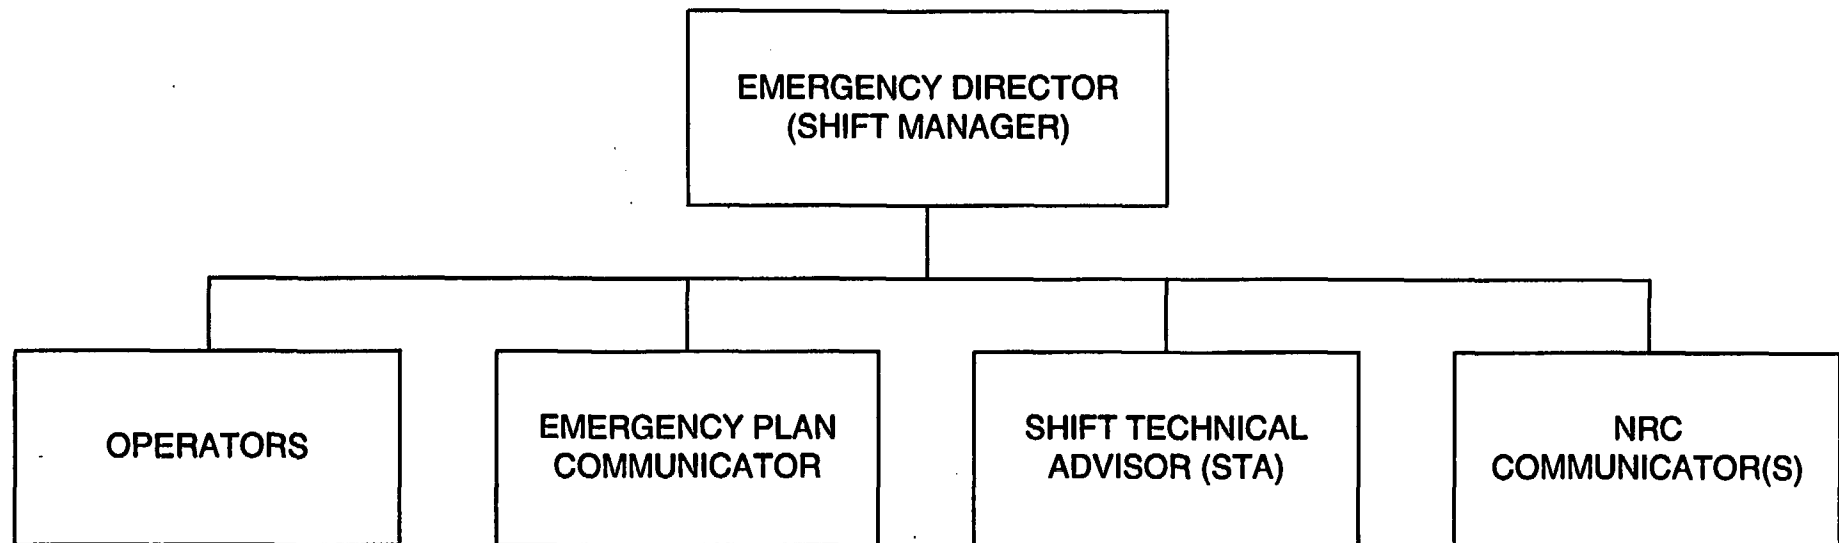 EMERGENCY DIRECTOR
(SHIFT MANAGER)
OPERATORS
EMERGENCY PLAN
COMMUNICATOR
SHIFT TECHNICAL
ADVISOR (STA)
NRC
COMMUNICATOR(S)